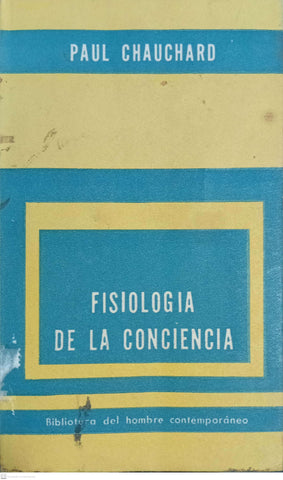 PAUL CHAUCHARD
FISIOLOGIA
DE LA CONCIENCIA
Biblioteca del hombre contemporáneo